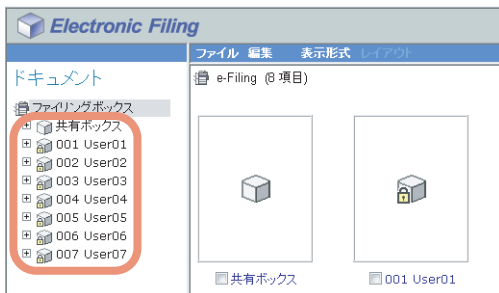 Electronic Filing
ファイル 編集 表示形式 レイアウト
ドキュメント
e-Filing (8 項目)
ファイリングボックス
共有ボックス
001 User01
002 User02
003 User03
004 User04
005 User05
006 User06
007 User07
共有ボックス
001 User01